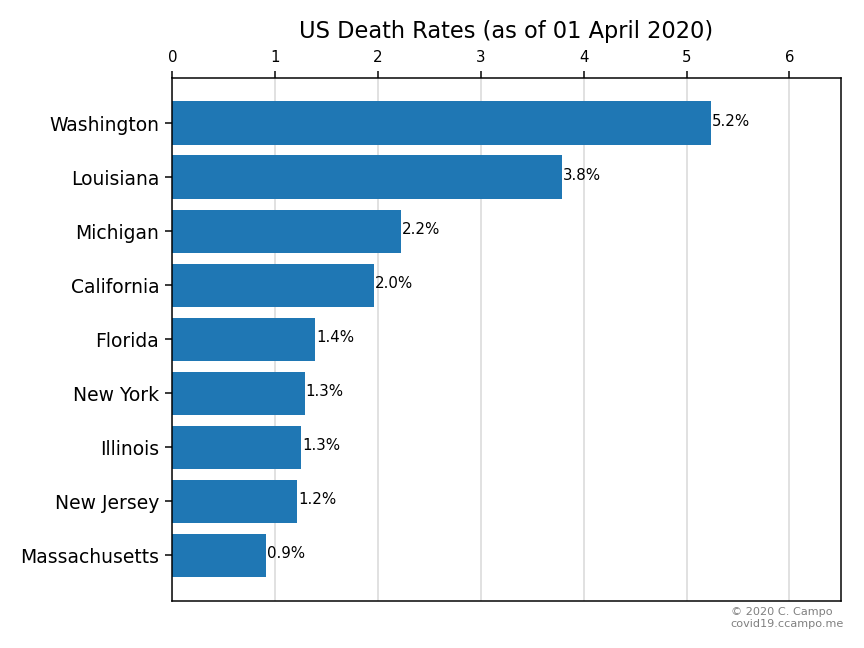 US Death Rates (as of 01 April 2020)
0 1 2 3 4 5 6
Washington 5.2%
Louisiana 3.8%
Michigan 2.2%
California 2.0%
Florida 1.4%
New York 1.3%
Illinois 1.3%
New Jersey 1.2%
Massachusetts 0.9%
© 2020 C. Campo
covid19.ccampo.me